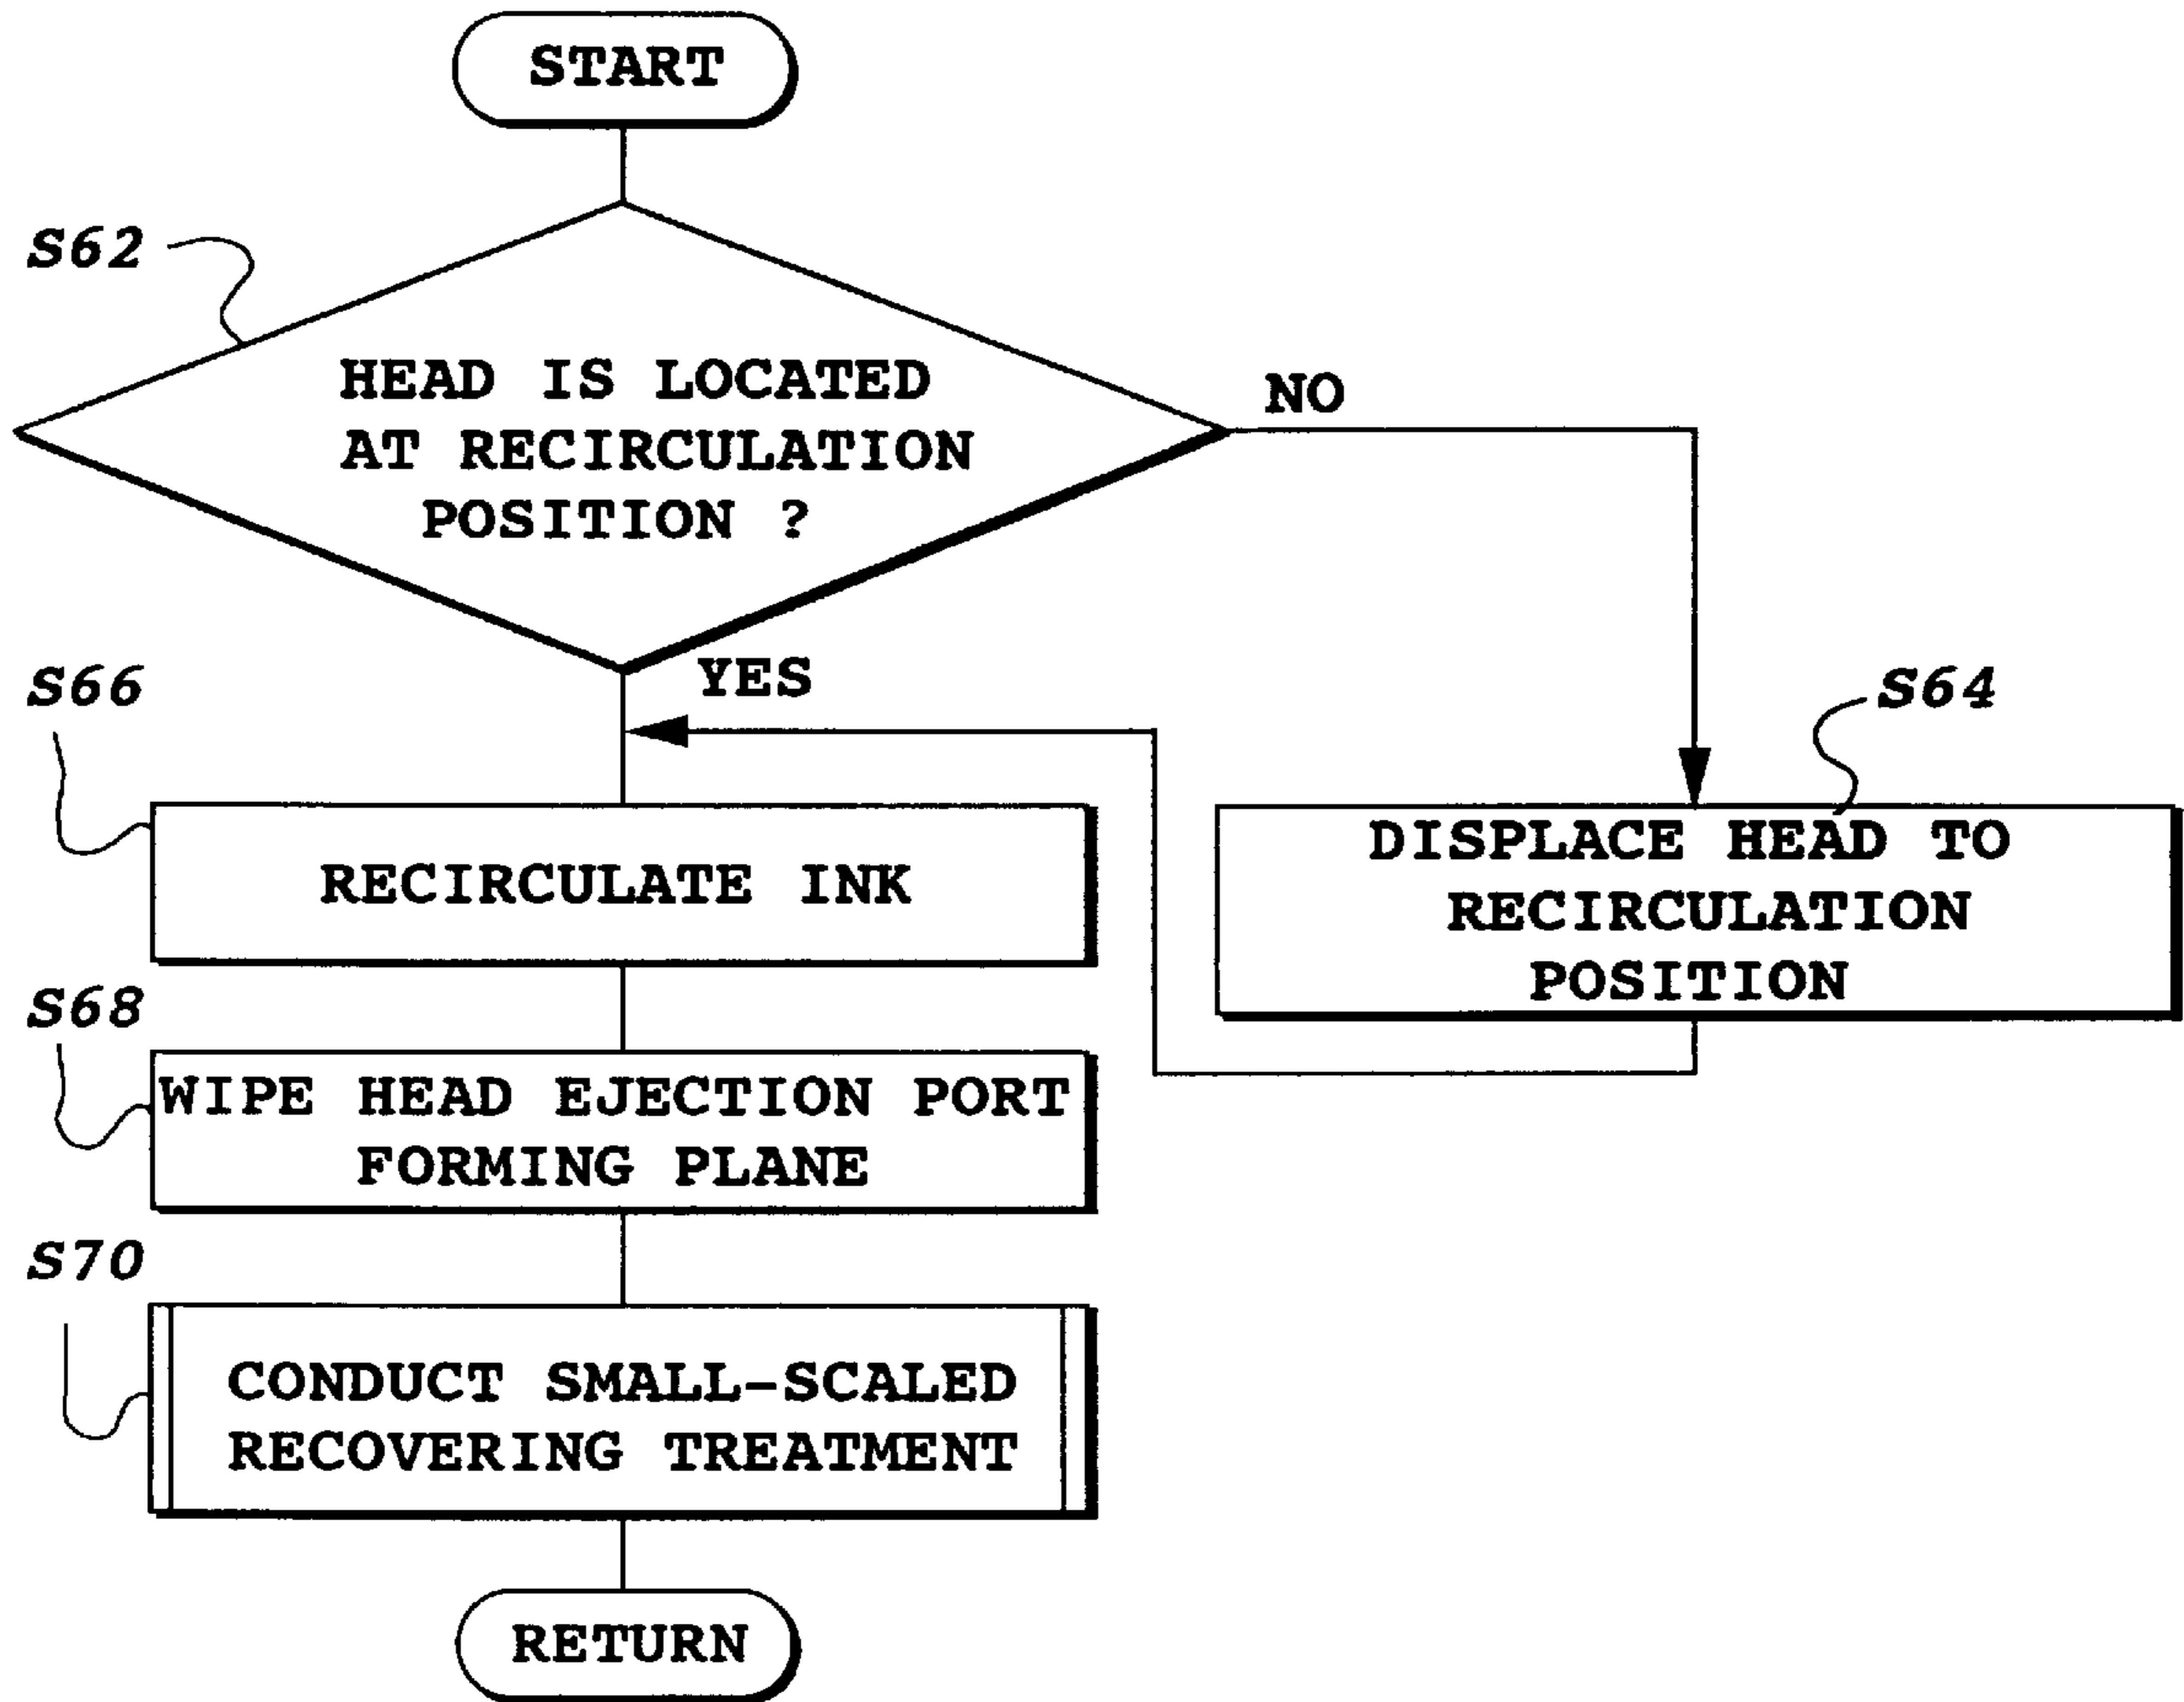 START
S62
HEAD IS LOCATED
AT RECIRCULATION
POSITION ?
NO
YES
S64
DISPLACE HEAD TO
RECIRCULATION
POSITION
S66
RECIRCULATE INK
S68
WIPE HEAD EJECTION PORT
FORMING PLANE
S70
CONDUCT SMALL-SCALED
RECOVERING TREATMENT
RETURN